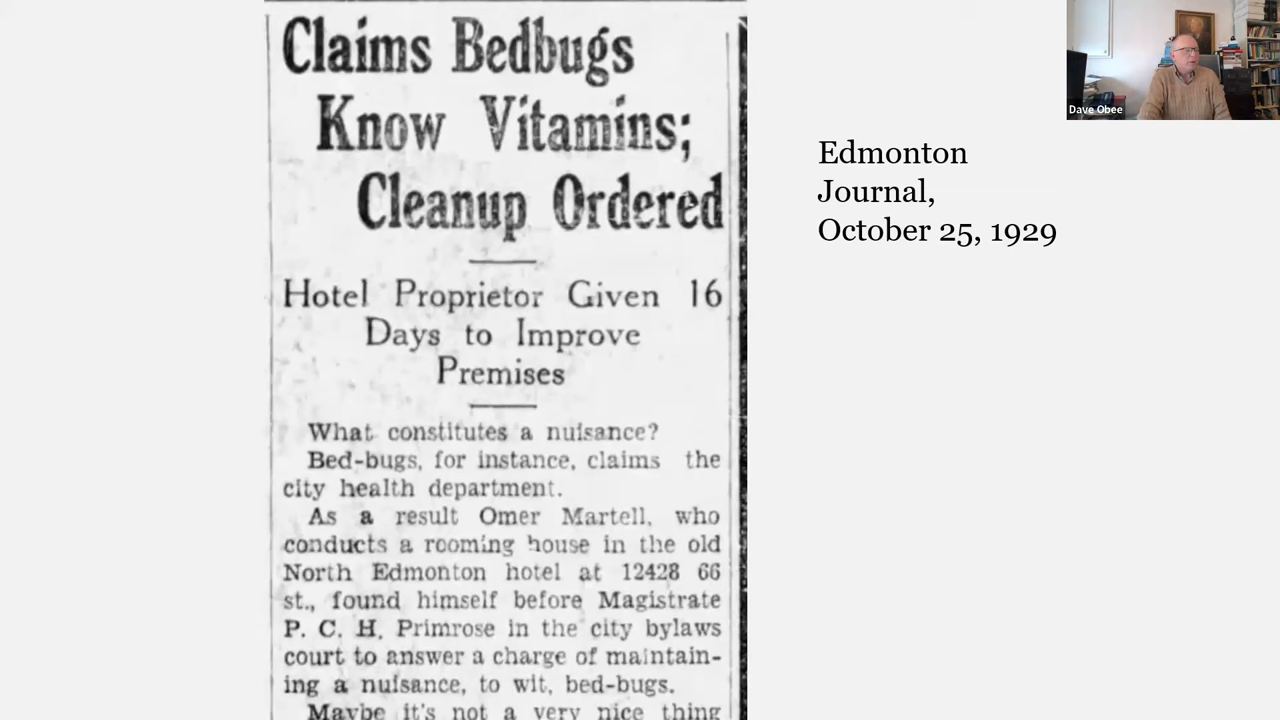 Claims Bedbugs
Know Vitamins;
Cleanup Ordered
Hotel Proprietor Given 16
Days to Improve
Premises
What constitutes a nuisance?
Bed-bugs, for instance, claims the
city health department.
As a result Omer Martell, who
conducts a rooming house in the old
North Edmonton hotel at 12428 66
st., found himself before Magistrate
P. C. H. Primrose in the city bylaws
court to answer a charge of maintain-
ing a nuisance, to wit, bed-bugs.
Maybe it's not a very nice thing
Edmonton
Journal,
October 25, 1929
Dave Obee